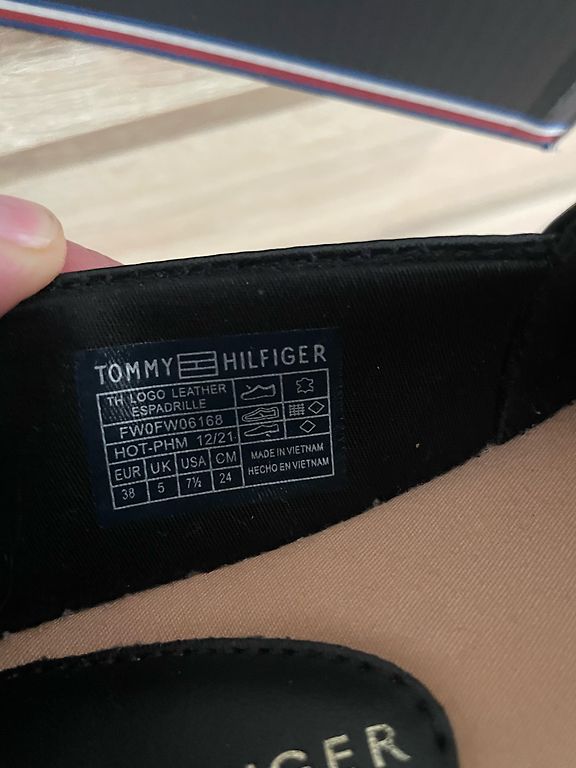 TOMMY HILFIGER
TH LOGO LEATHER
ESPADRILLE
FW0FW06168
HOT-PHM 12/21
EUR UK USA CM
38 5 7½ 24
MADE IN VIETNAM
HECHO EN VIETNAM
GER